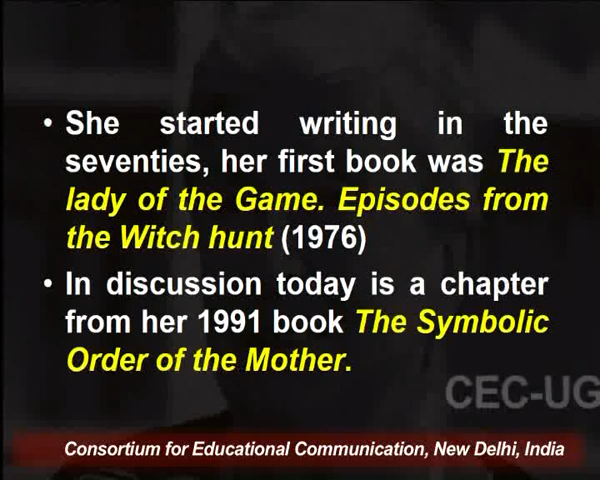 • She started writing in the
seventies, her first book was The
lady of the Game. Episodes from
the Witch hunt (1976)
• In discussion today is a chapter
from her 1991 book The Symbolic
Order of the Mother.
CEC-UG
Consortium for Educational Communication, New Delhi, India